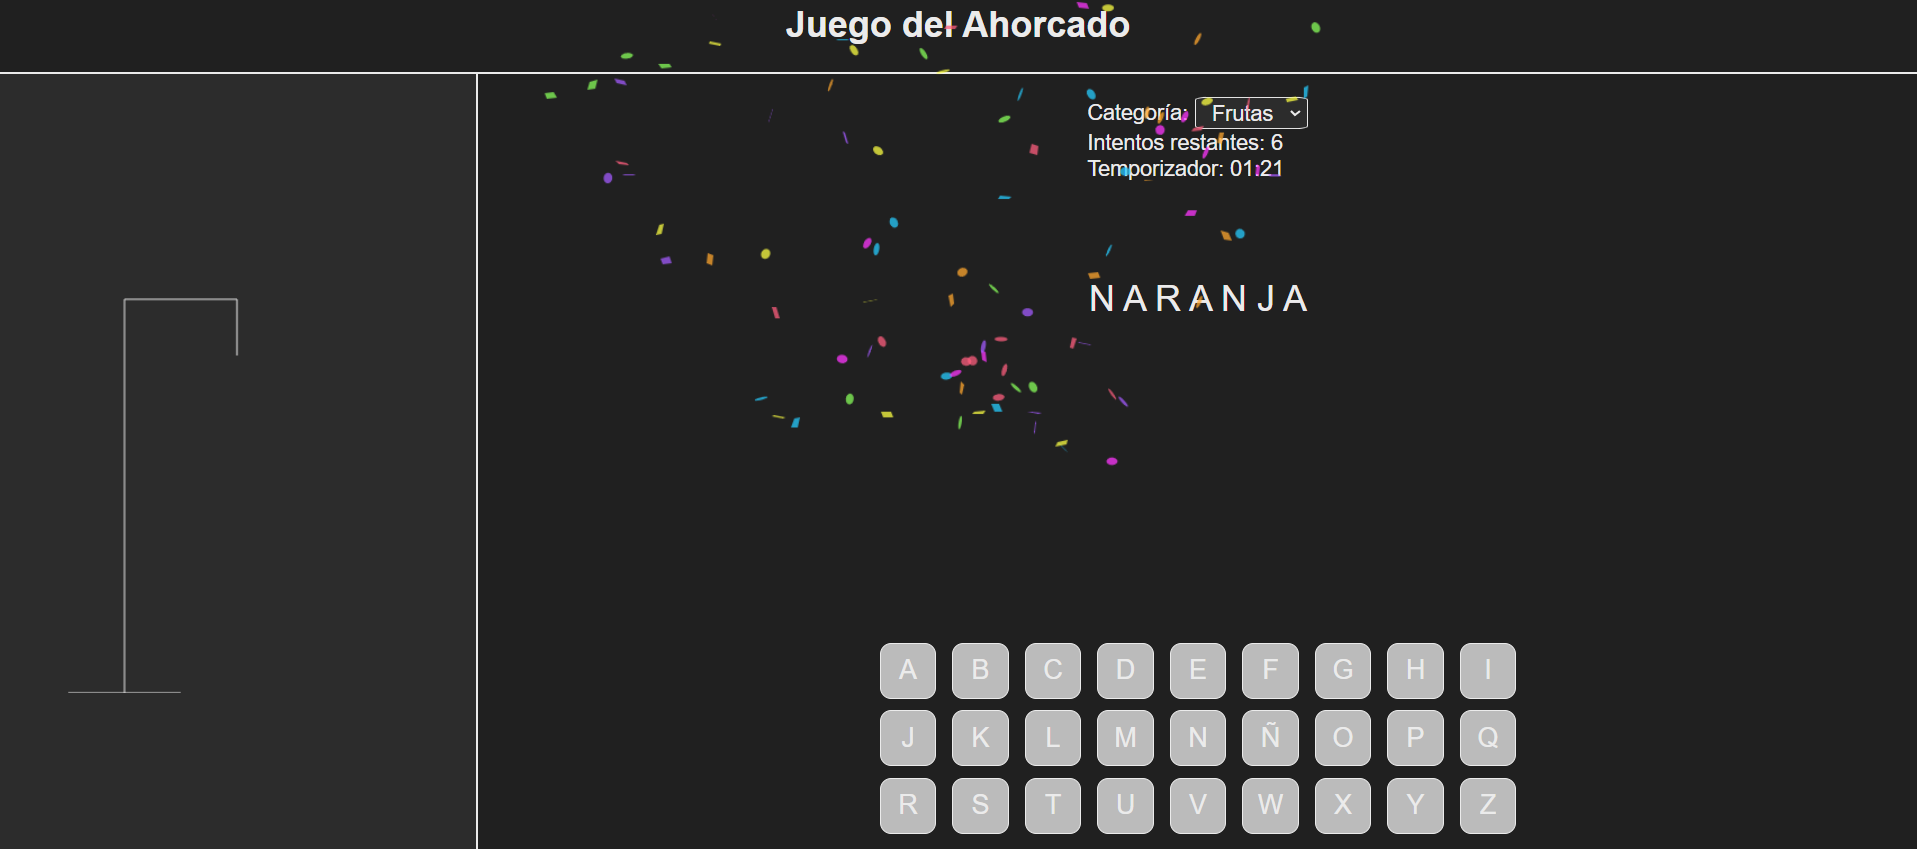 Juego del Ahorcado
Categoría: Frutas
Intentos restantes: 6
Temporizador: 01:21
N A R A N J A
A B C D E F G H I
J K L M N Ñ O P Q
R S T U V W X Y Z